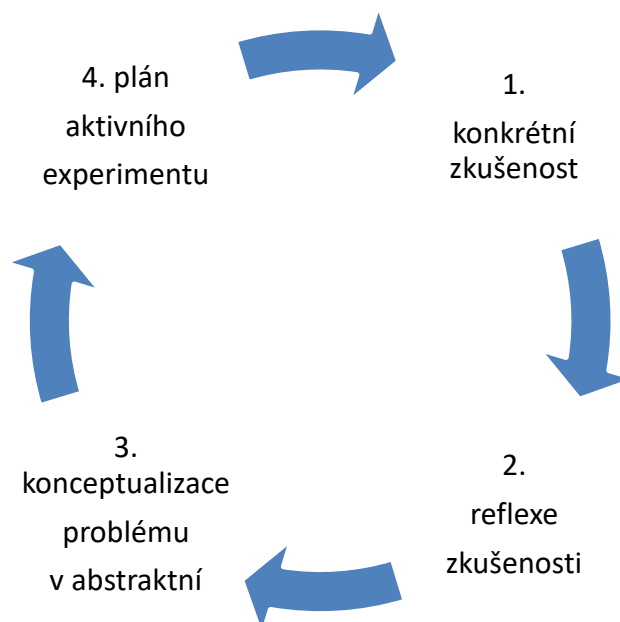 4. plán
aktivního
experimentu
1.
konkrétní
zkušenost
2.
reflexe
zkušenosti
3.
konceptualizace
problému
v abstraktní